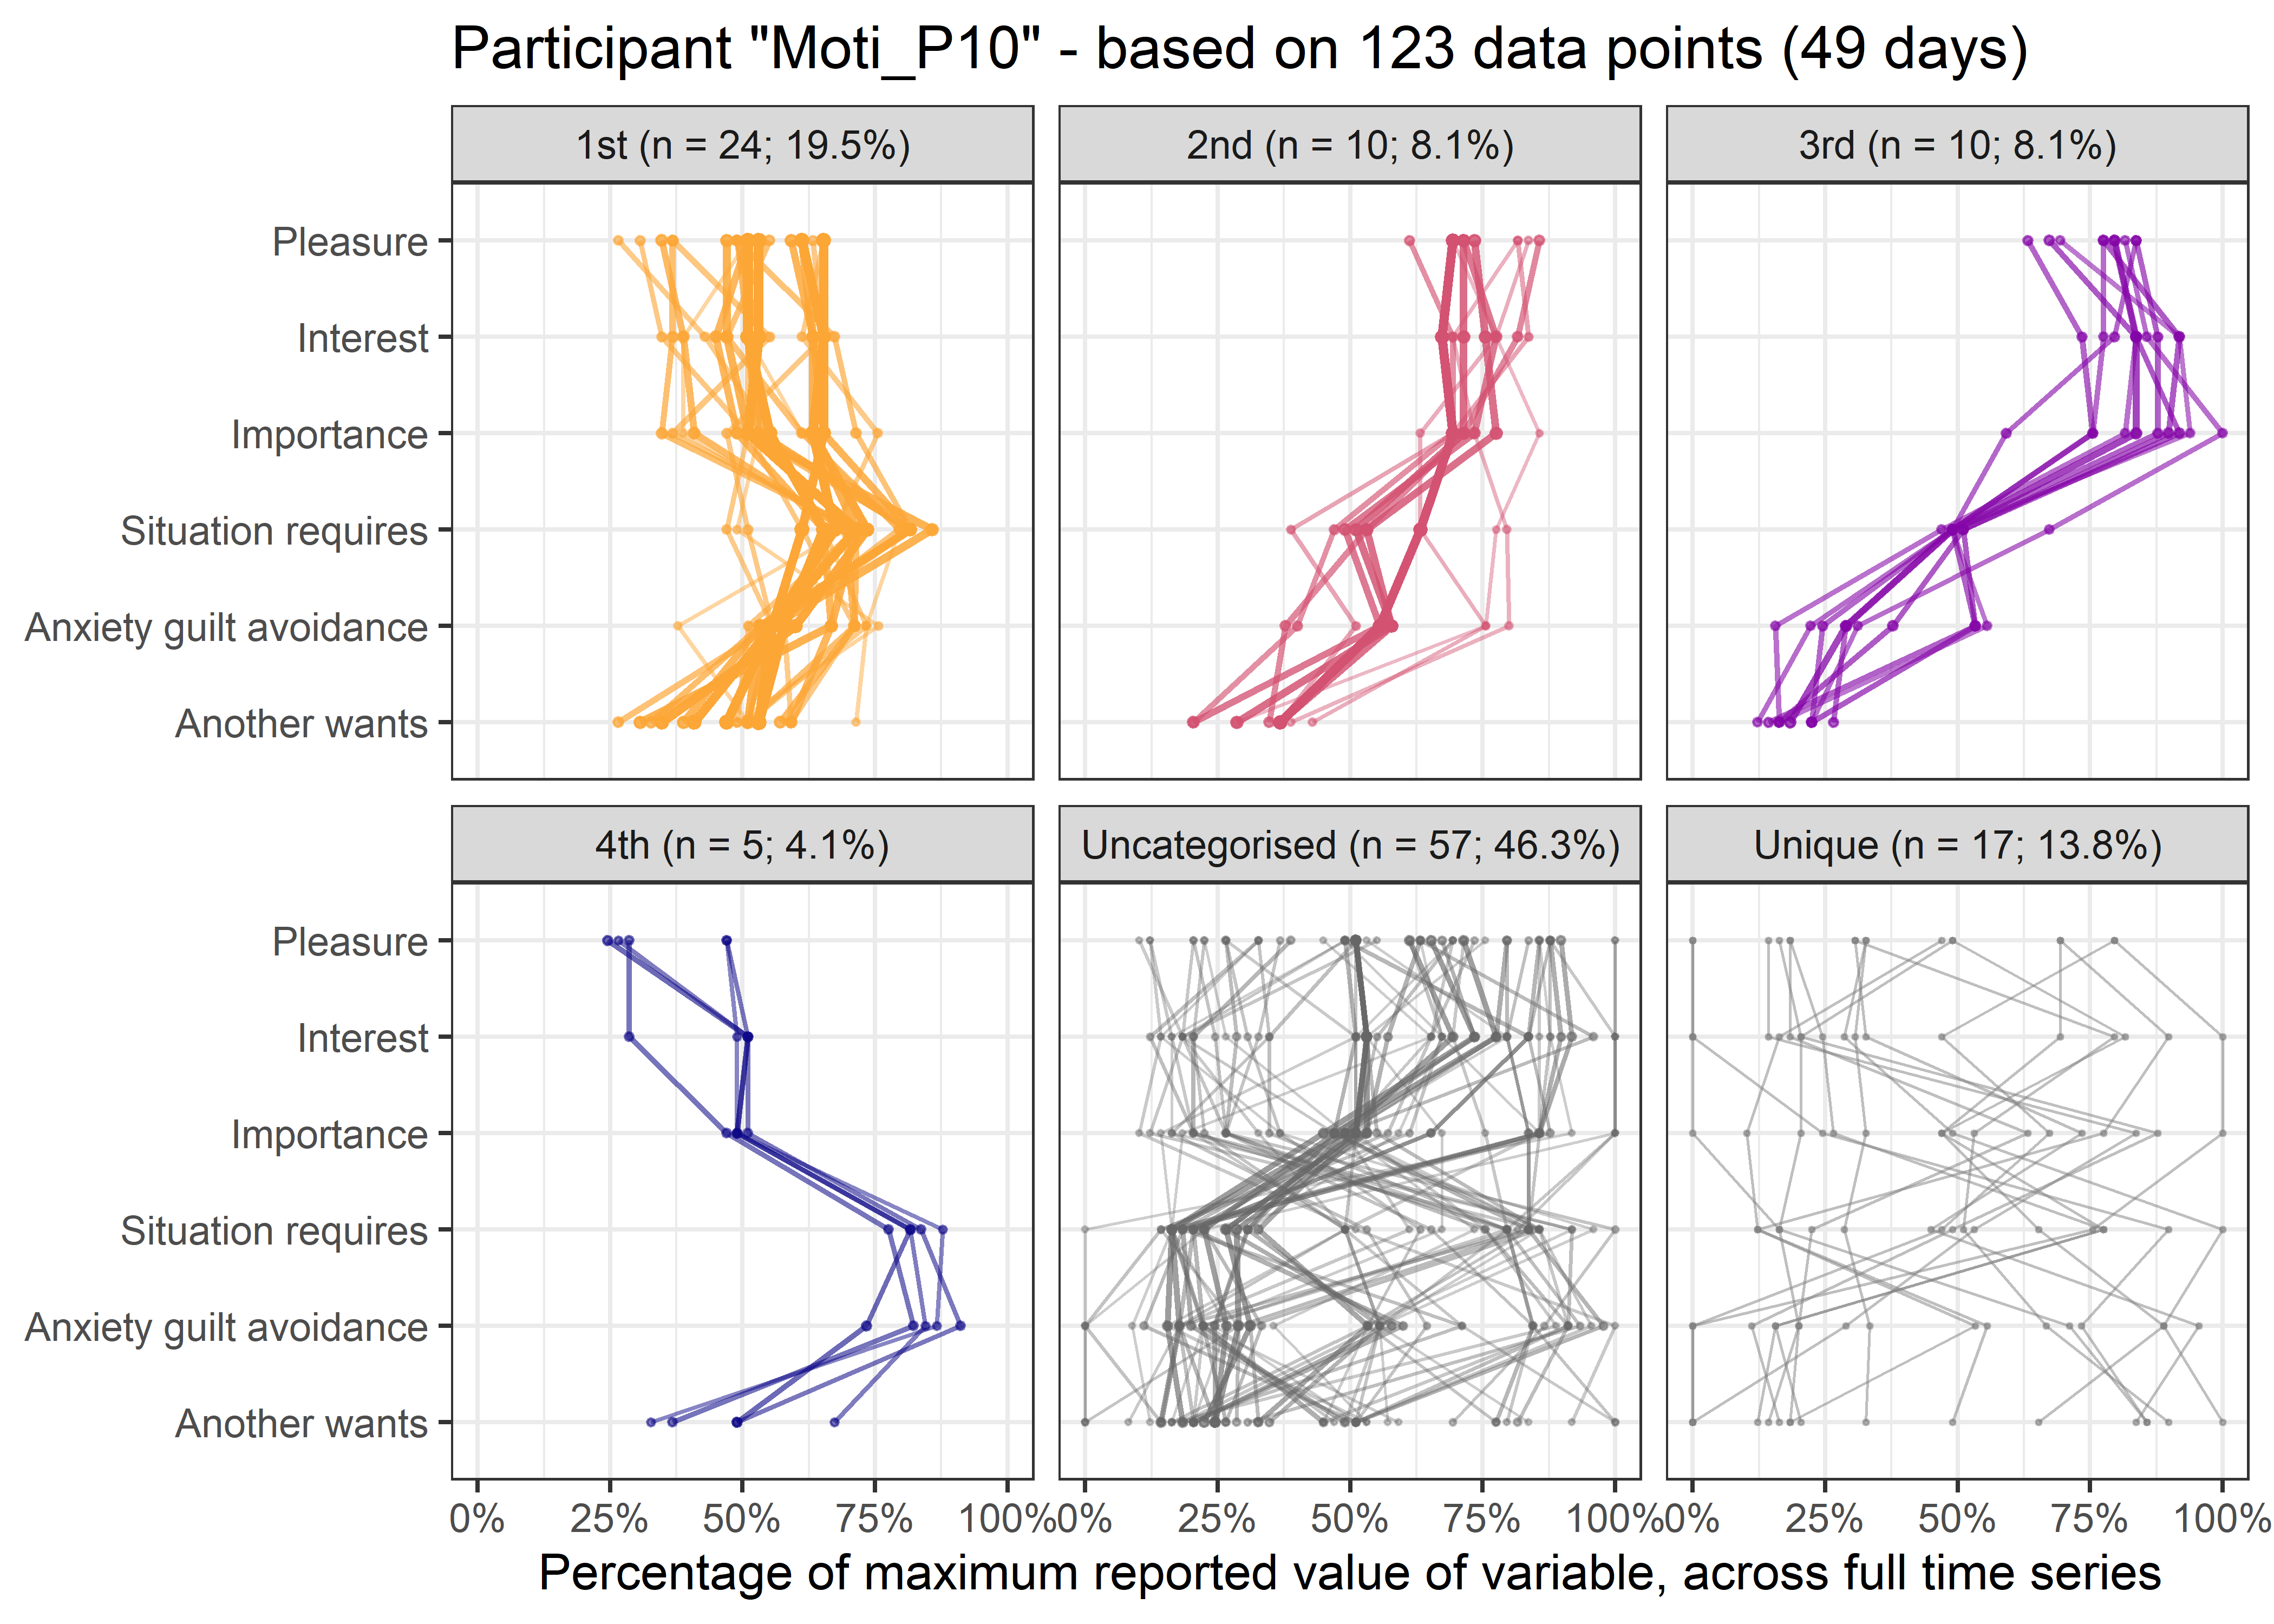 Participant "Moti_P10" - based on 123 data points (49 days)
1st (n = 24; 19.5%)
2nd (n = 10; 8.1%)
3rd (n = 10; 8.1%)
Pleasure
Interest
Importance
Situation requires
Anxiety guilt avoidance
Another wants
4th (n = 5; 4.1%)
Uncategorised (n = 57; 46.3%)
Unique (n = 17; 13.8%)
Pleasure
Interest
Importance
Situation requires
Anxiety guilt avoidance
Another wants
0% 25% 50% 75% 100%
0% 25% 50% 75% 100%
0% 25% 50% 75% 100%
Percentage of maximum reported value of variable, across full time series